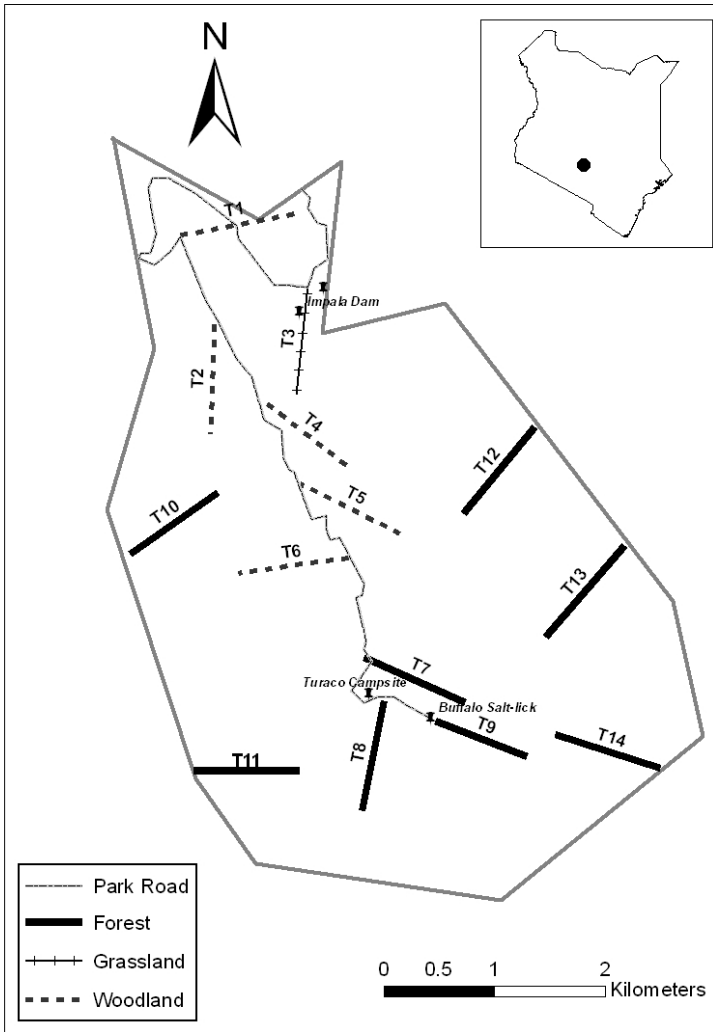 N
T1
Impala Dam
T3
T2
T4
T12
T5
T10
T6
T13
T7
Turaco Campsite
Buffalo Salt-lick
T9
T8
T14
T11
Park Road
Forest
Grassland
Woodland
0 0.5 1 2
Kilometers